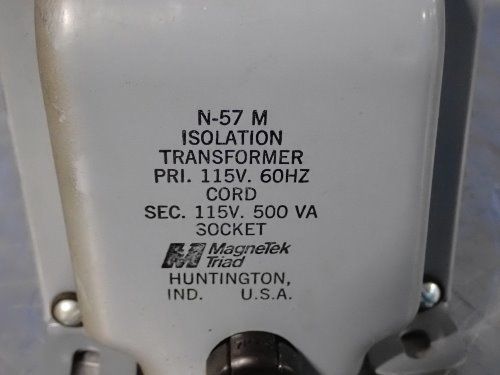 N-57 M
ISOLATION
TRANSFORMER
PRI. 115V. 60HZ
CORD
SEC. 115V. 500 VA
SOCKET
MagneTek
Triad
HUNTINGTON,
IND. U.S.A.